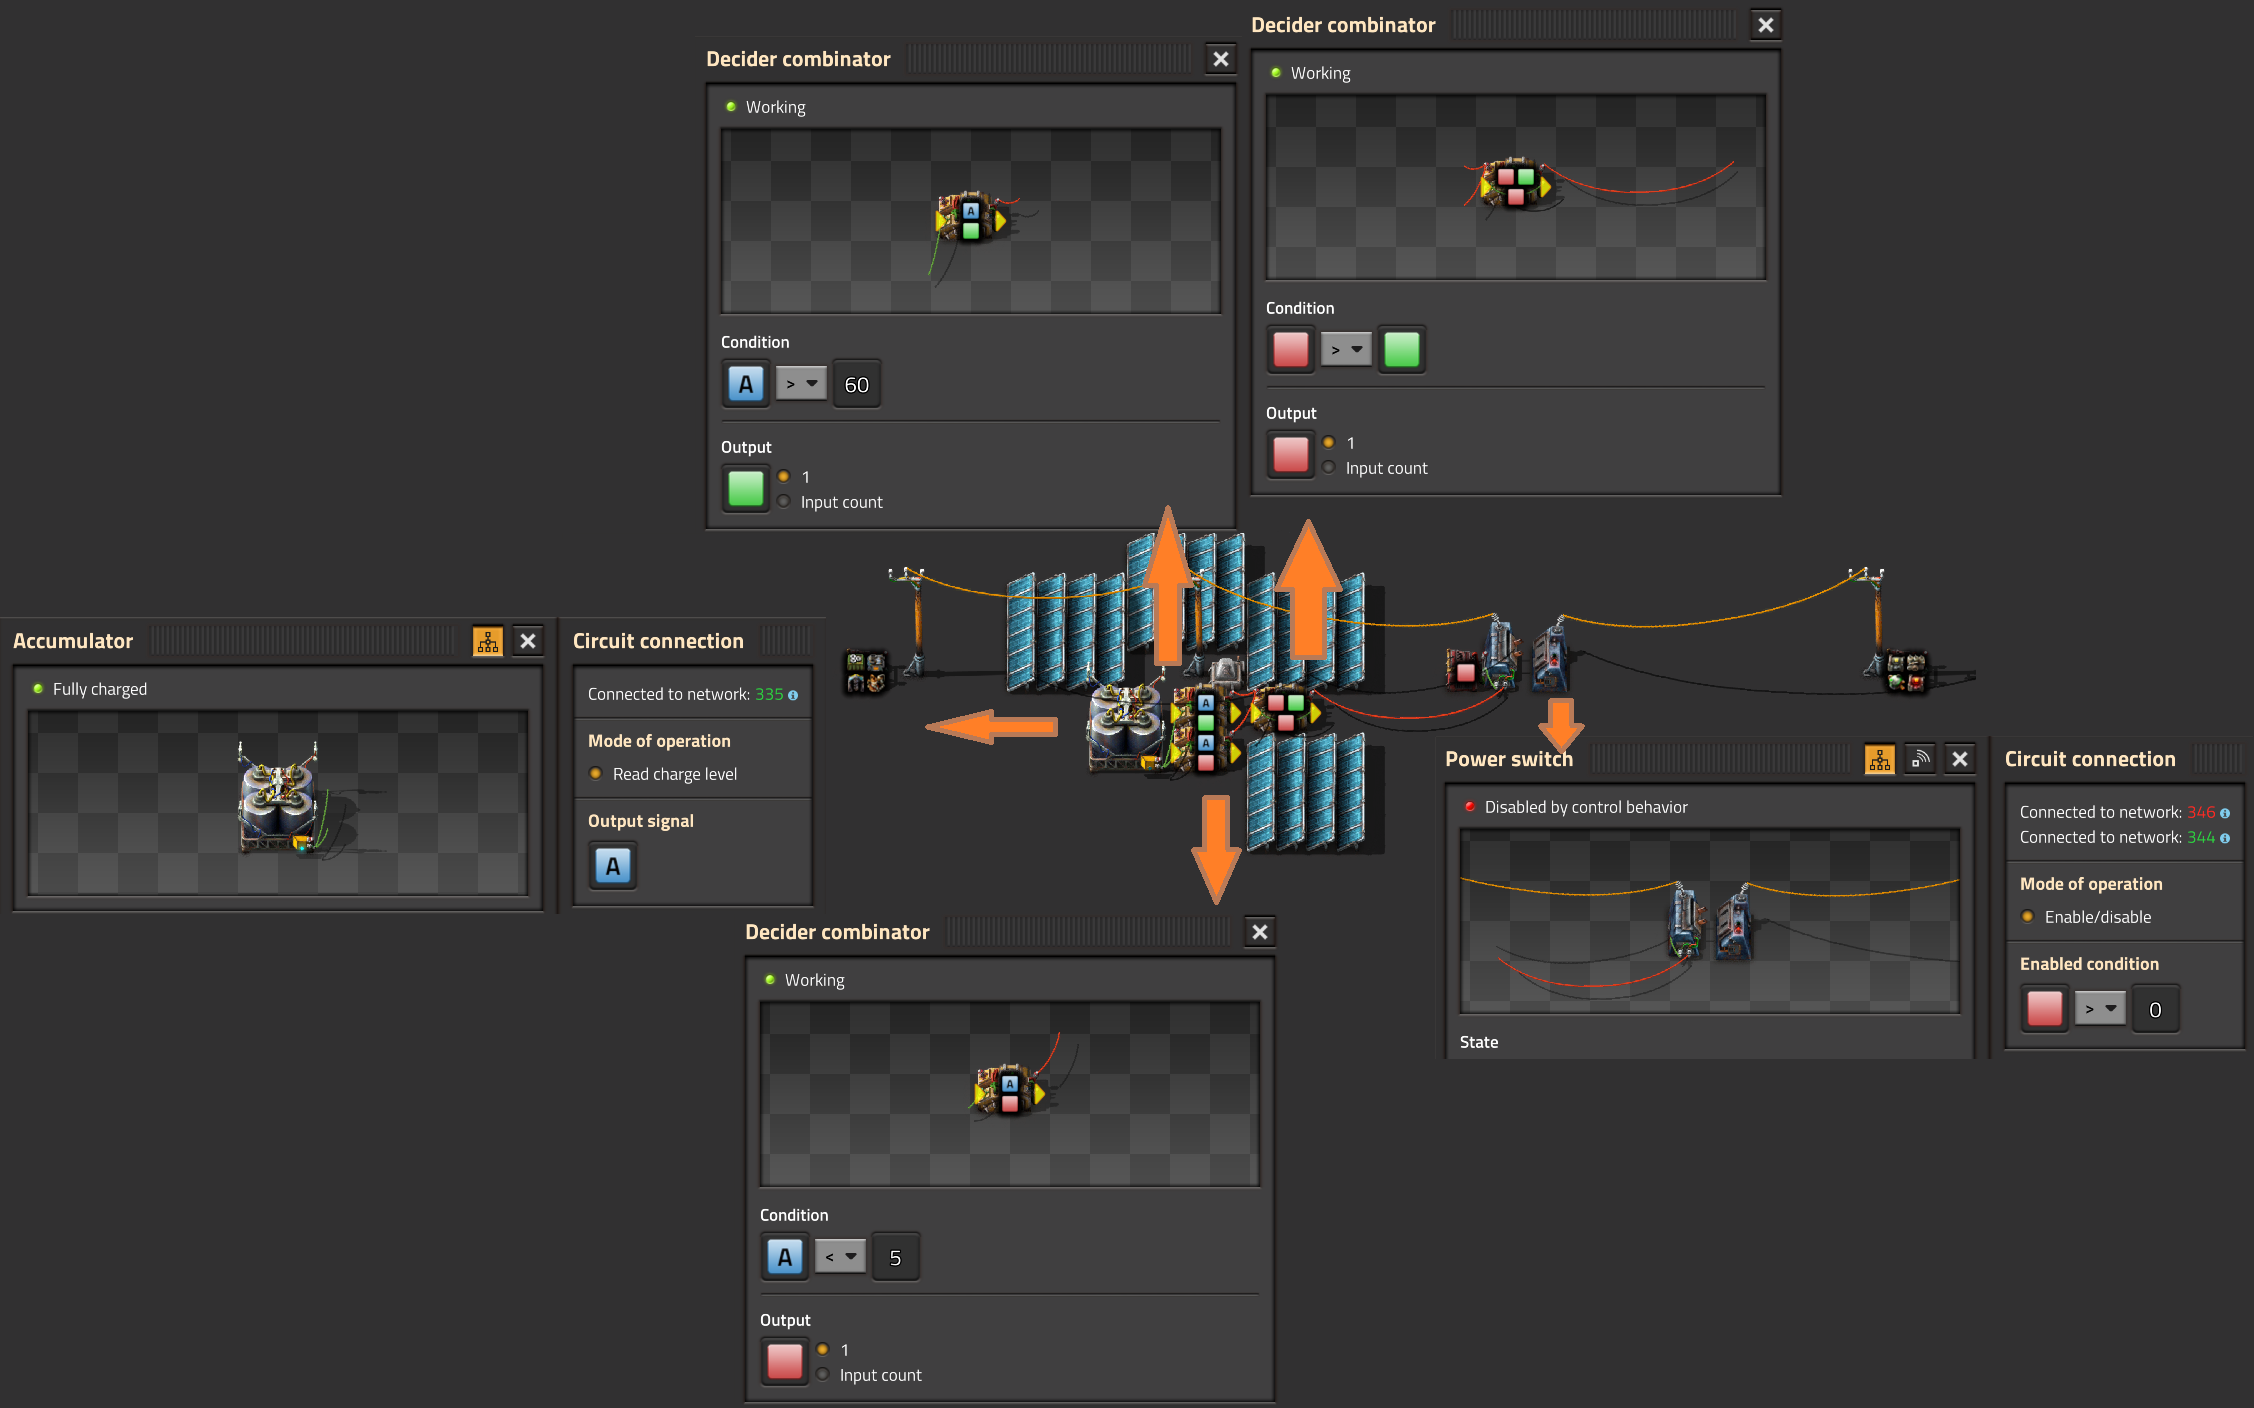 Decider combinator
Working
A
Condition
A > 60
Output
1
Input count
Decider combinator
Working
Condition
>
Output
1
Input count
Accumulator
Fully charged
Circuit connection
Connected to network: 335
Mode of operation
Read charge level
Output signal
A
A
A
Decider combinator
Working
A
Condition
A < 5
Output
1
Input count
Power switch
Disabled by control behavior
State
Circuit connection
Connected to network: 346
Connected to network: 344
Mode of operation
Enable/disable
Enabled condition
> 0